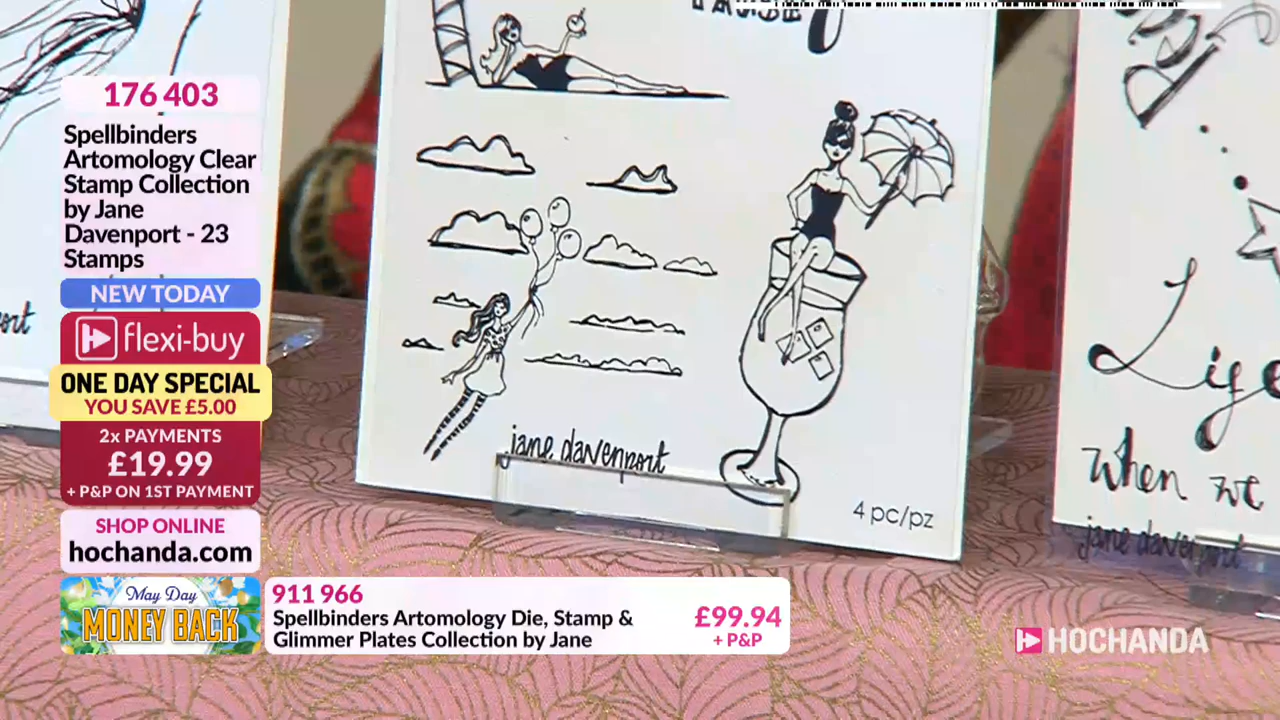 176 403
Spellbinders
Artomology Clear
Stamp Collection
by Jane
Davenport - 23
Stamps
NEW TODAY
flexi-buy
ONE DAY SPECIAL
YOU SAVE £5.00
2x PAYMENTS
£19.99
+ P&P ON 1ST PAYMENT
SHOP ONLINE
hochanda.com
May Day
MONEY BACK
911 966
Spellbinders Artomology Die, Stamp &
Glimmer Plates Collection by Jane
£99.94
+ P&P
jane davenport
4 pc/pz
Life
when we
jane davenport
HOCHANDA